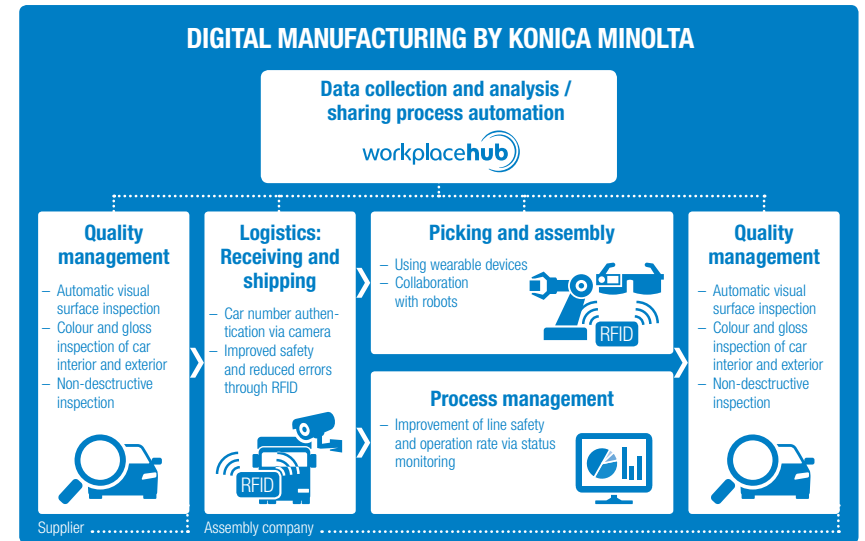 DIGITAL MANUFACTURING BY KONICA MINOLTA
Data collection and analysis /
sharing process automation
workplacehub
Quality
management
– Automatic visual
surface inspection
– Colour and gloss
inspection of car
interior and exterior
– Non-desctructive
inspection
Logistics:
Receiving and
shipping
– Car number authen-
tication via camera
– Improved safety
and reduced errors
through RFID
RFID
Picking and assembly
– Using wearable devices
– Collaboration
with robots
RFID
Process management
– Improvement of line safety
and operation rate via status
monitoring
Quality
management
– Automatic visual
surface inspection
– Colour and gloss
inspection of car
interior and exterior
– Non-desctructive
inspection
Supplier
Assembly company